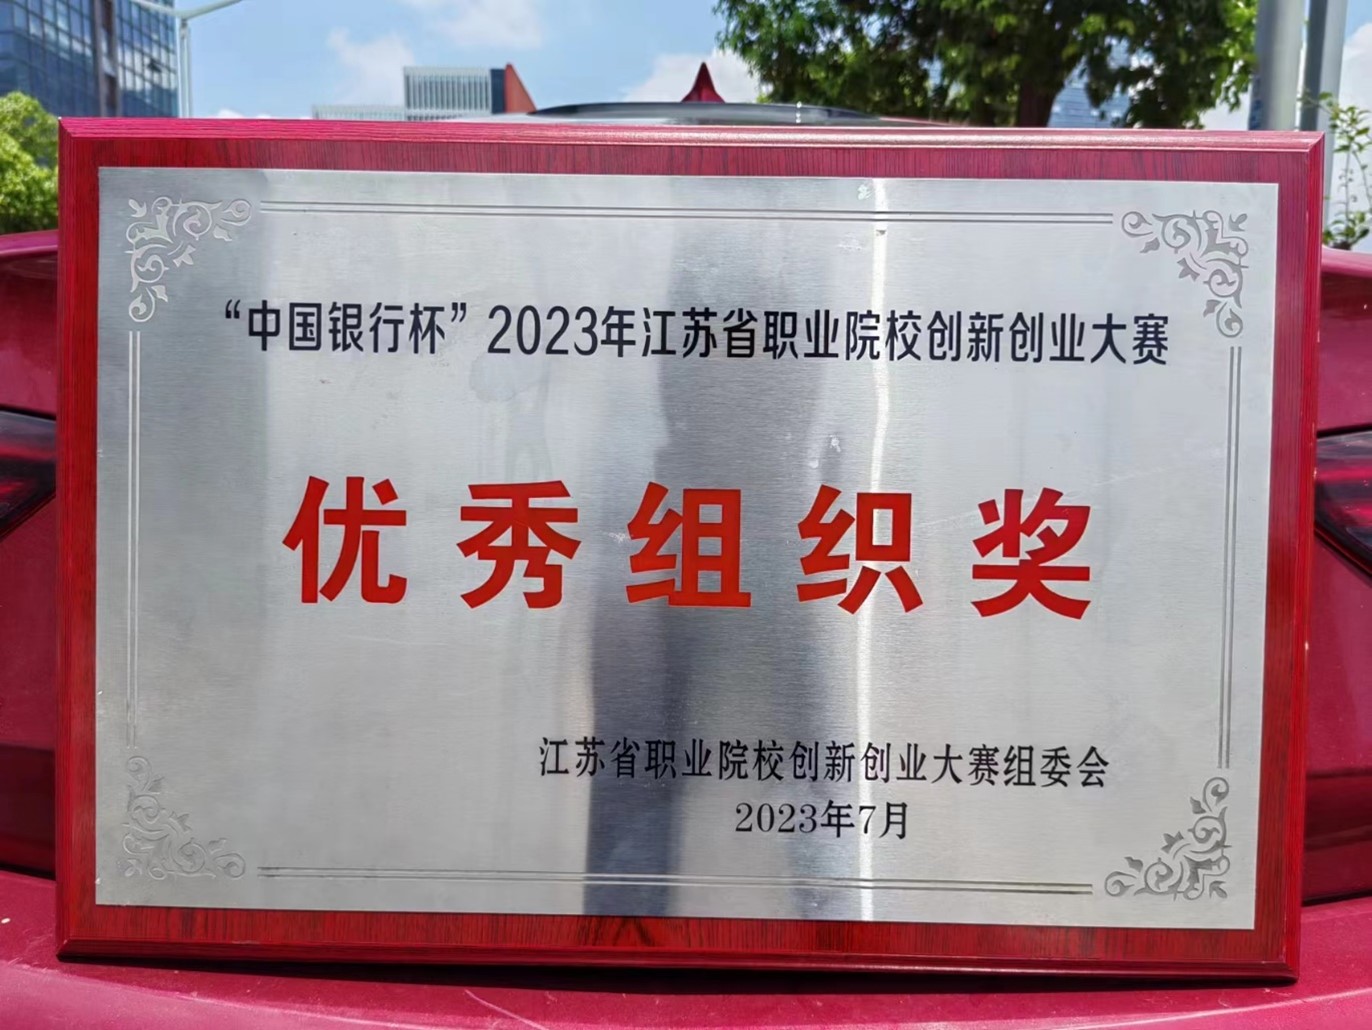 “中国银行杯”2023年江苏省职业院校创新创业大赛
优秀组织奖
江苏省职业院校创新创业大赛组委会
2023年7月